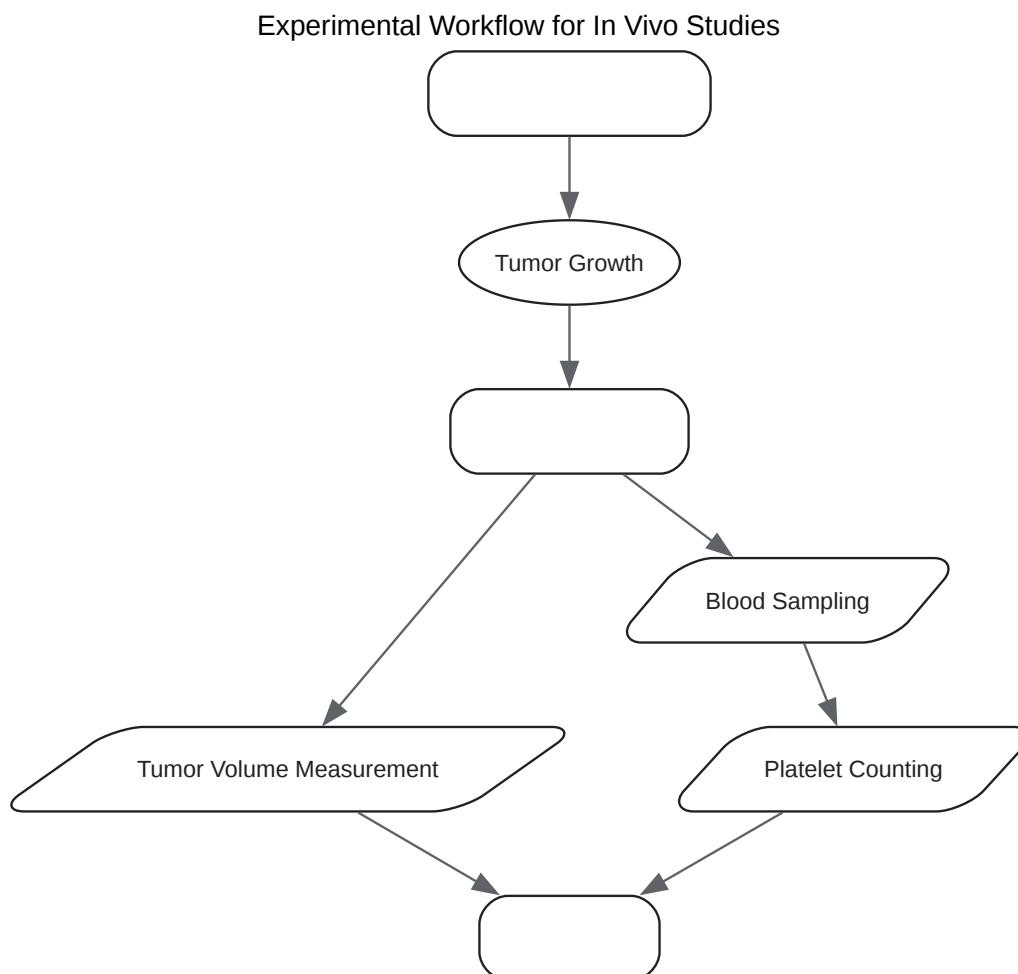 Experimental Workflow for In Vivo Studies
Tumor Growth
Blood Sampling
Tumor Volume Measurement
Platelet Counting